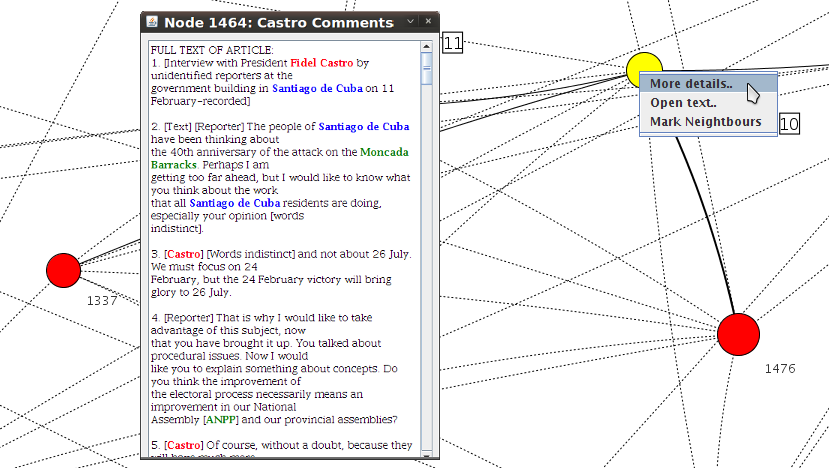 Node 1464: Castro Comments
FULL TEXT OF ARTICLE:
1. [Interview with President Fidel Castro by
unidentified reporters at the
government building in Santiago de Cuba on 11
February-recorded]
2. [Text] [Reporter] The people of Santiago de Cuba
have been thinking about
the 40th anniversary of the attack on the Moncada
Barracks. Perhaps I am
getting too far ahead, but I would like to know what
you think about the work
that all Santiago de Cuba residents are doing,
especially your opinion [words
indistinct].
3. [Castro] [Words indistinct] and not about 26 July.
We must focus on 24
February, but the 24 February victory will bring
glory to 26 July.
4. [Reporter] That is why I would like to take
advantage of this subject, now
that you have brought it up. You talked about
procedural issues. Now I would
like you to explain something about concepts. Do
you think the improvement of
the electoral process necessarily means an
improvement in our National
Assembly [ANPP] and our provincial assemblies?
5. [Castro] Of course, without a doubt, because they
will have much more
11
More details..
Open text..
Mark Neighbours
10
1337
1476